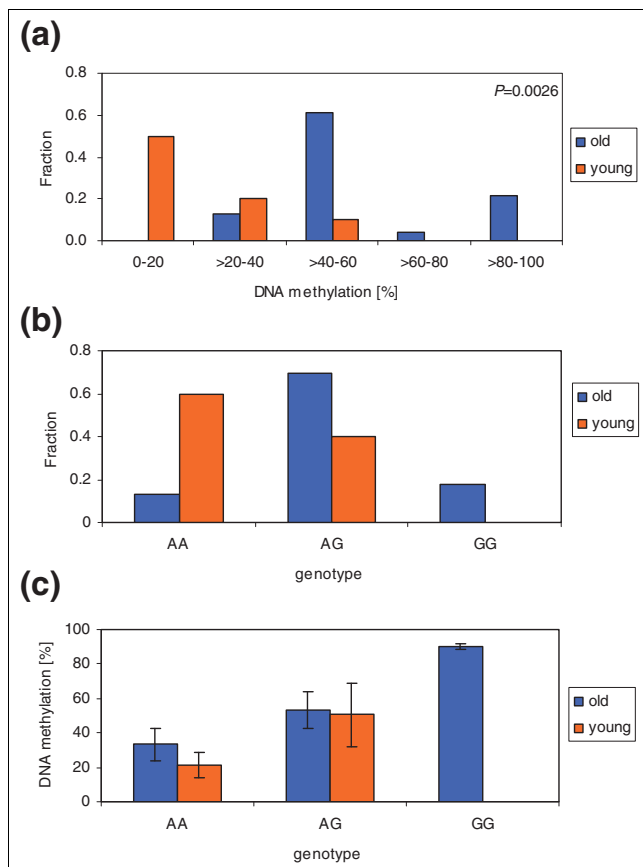 (a)
0.8
0.6
0.4
0.2
0.0
Fraction
P=0.0026
0-20
>20-40
>40-60
>60-80
>80-100
DNA methylation [%]
old
young
(b)
0.8
0.6
0.4
0.2
0
Fraction
AA
AG
GG
genotype
old
young
(c)
100
80
60
40
20
0
DNA methylation [%]
AA
AG
GG
genotype
old
young